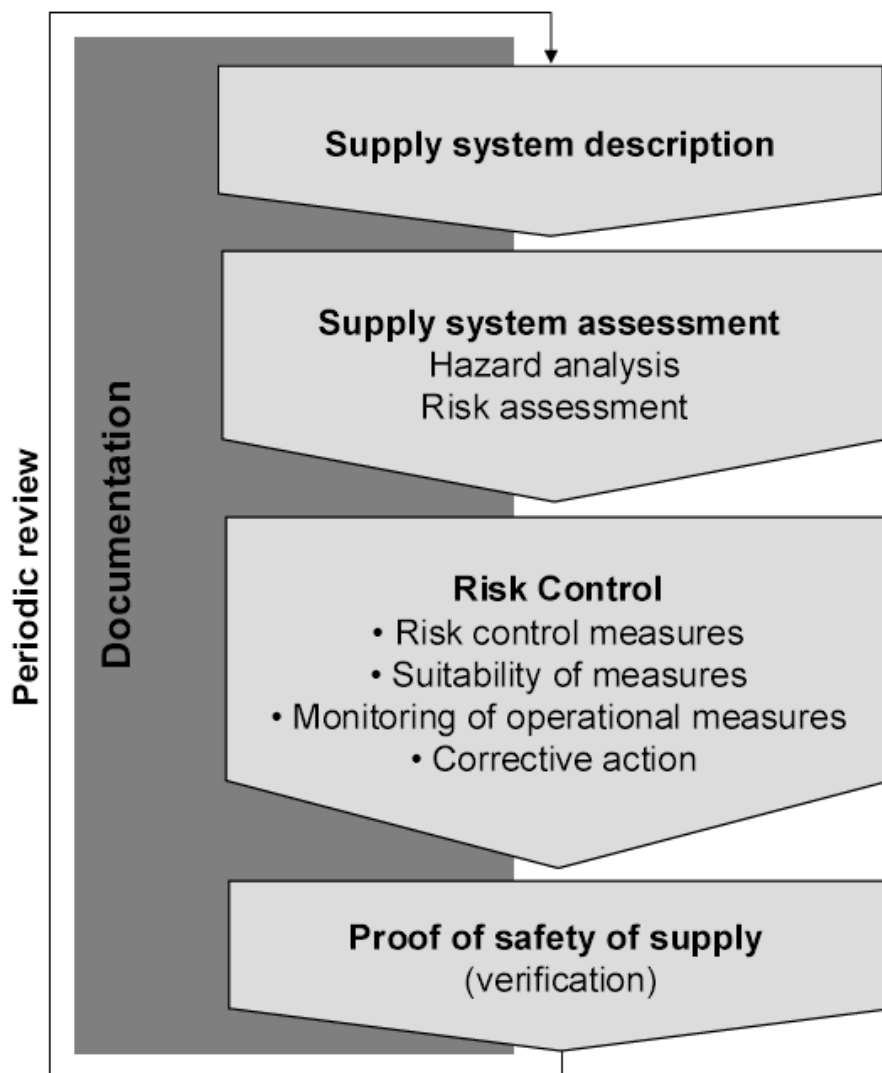 Supply system description
Supply system assessment
Hazard analysis
Risk assessment
Risk Control
• Risk control measures
• Suitability of measures
• Monitoring of operational measures
• Corrective action
Proof of safety of supply
(verification)
Documentation
Periodic review